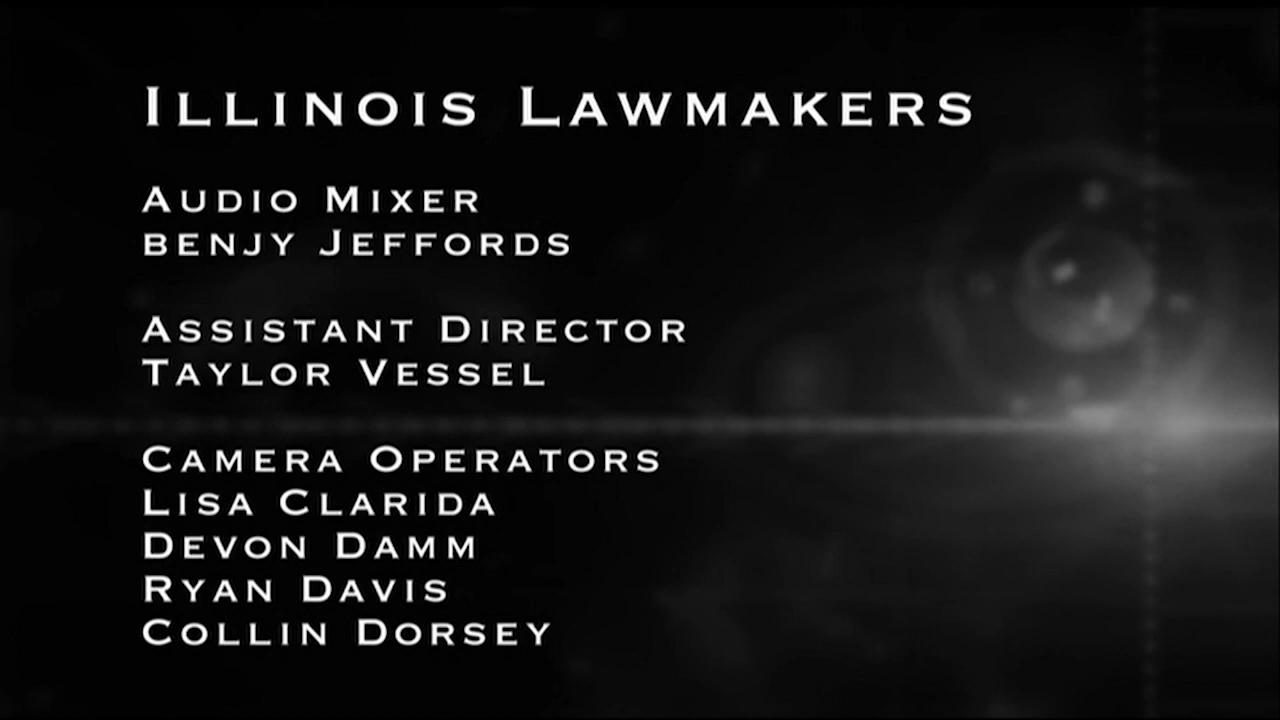 Illinois Lawmakers
Audio Mixer
benjy Jeffords
Assistant Director
Taylor Vessel
Camera Operators
Lisa Clarida
Devon Damm
Ryan Davis
Collin Dorsey